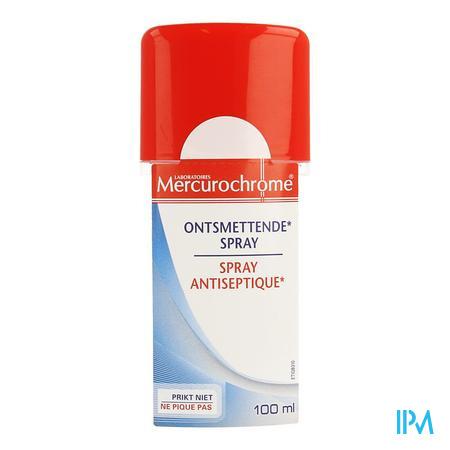 LABORATOIRES
Mercurochrome®
ONTSMETTENDE*
SPRAY
SPRAY
ANTISEPTIQUE*
PRIKT NIET
NE PIQUE PAS
100 ml
IPM